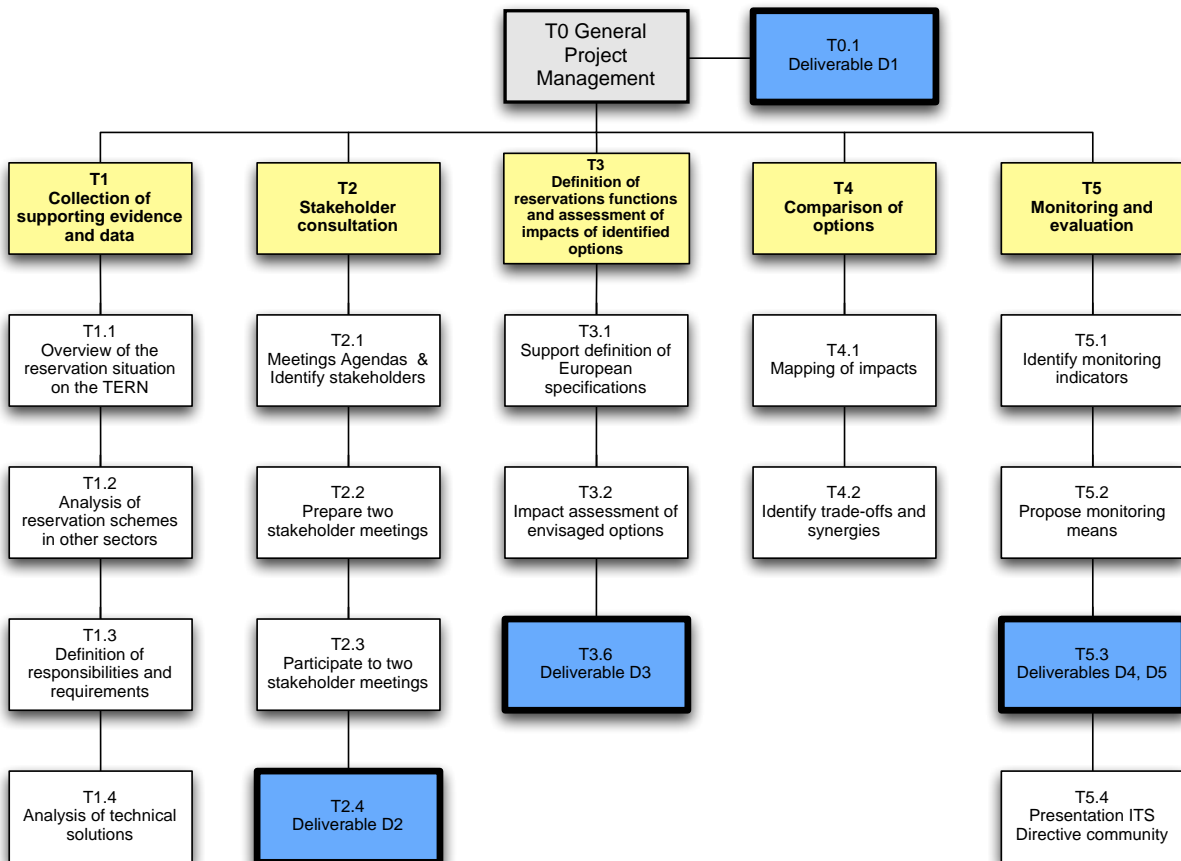 T0 General
Project
Management
T0.1
Deliverable D1
T1
Collection of
supporting evidence
and data
T2
Stakeholder
consultation
T3
Definition of
reservations functions
and assessment of
impacts of identified
options
T4
Comparison of
options
T5
Monitoring and
evaluation
T1.1
Overview of the
reservation situation
on the TERN
T2.1
Meetings Agendas &
Identify stakeholders
T3.1
Support definition of
European
specifications
T4.1
Mapping of impacts
T5.1
Identify monitoring
indicators
T1.2
Analysis of
reservation schemes
in other sectors
T2.2
Prepare two
stakeholder meetings
T3.2
Impact assessment of
envisaged options
T4.2
Identify trade-offs and
synergies
T5.2
Propose monitoring
means
T1.3
Definition of
responsibilities and
requirements
T2.3
Participate to two
stakeholder meetings
T3.6
Deliverable D3
T5.3
Deliverables D4, D5
T1.4
Analysis of technical
solutions
T2.4
Deliverable D2
T5.4
Presentation ITS
Directive community